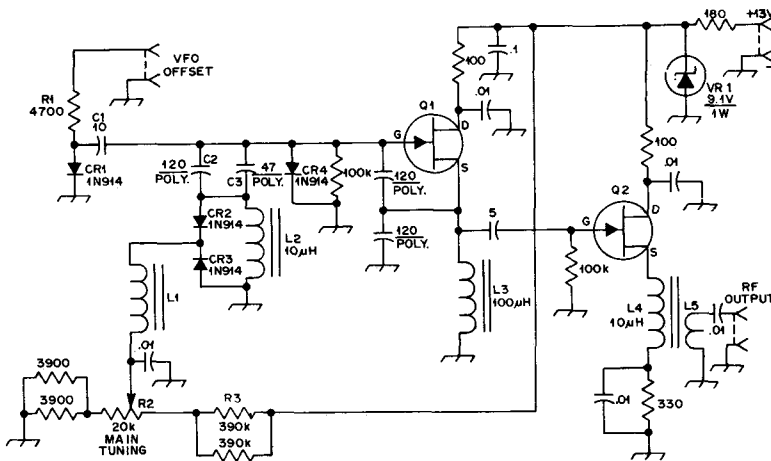 VFO
OFFSET
R1
4700
C1
10
CR1
1N914
120
POLY.
C2
47
POLY.
C3
CR4
1N914
100k
120
POLY.
120
POLY.
CR2
1N914
CR3
1N914
L2
10µH
L1
.01
R2
20k
MAIN
TUNING
3900
3900
R3
390k
390k
100
.1
.01
Q1
G
D
S
5
L3
100µH
100k
180
+13V
VR1
9.1V
1W
100
.01
Q2
G
D
S
L4
10µH
L5
.01
RF
OUTPUT
.01
330